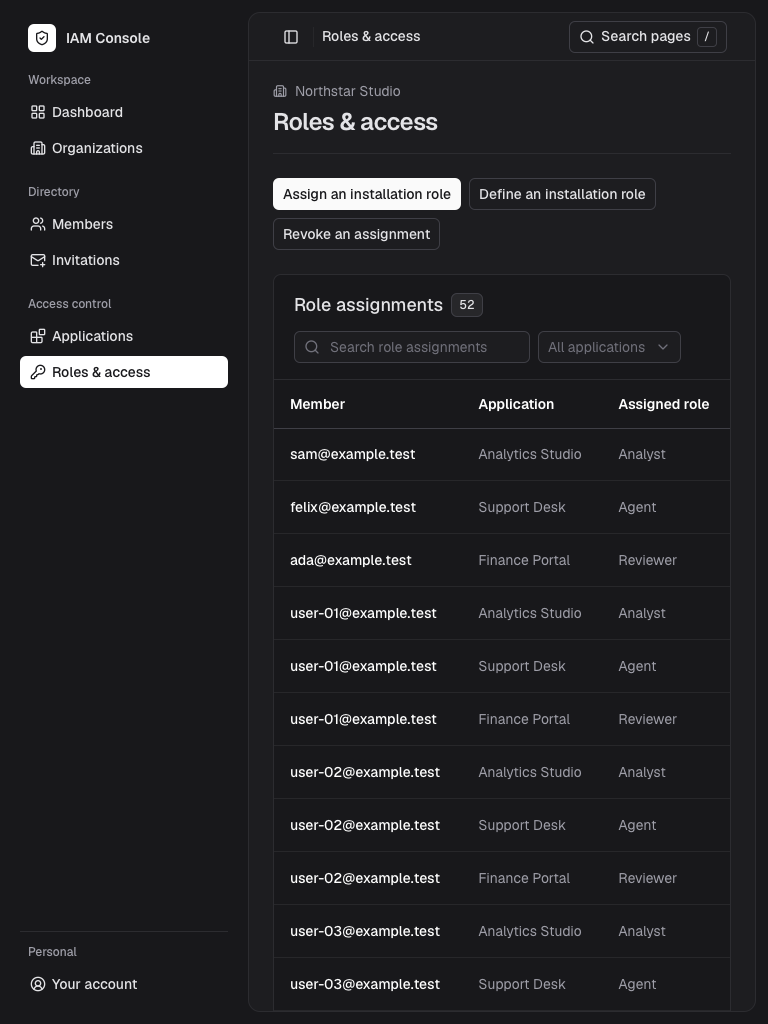 IAM Console
Workspace
Dashboard
Organizations
Directory
Members
Invitations
Access control
Applications
Roles & access
Personal
Your account
Roles & access
Search pages /
Northstar Studio
Roles & access
Assign an installation role
Define an installation role
Revoke an assignment
Role assignments 52
Search role assignments
All applications
Member Application Assigned role
sam@example.test Analytics Studio Analyst
felix@example.test Support Desk Agent
ada@example.test Finance Portal Reviewer
user-01@example.test Analytics Studio Analyst
user-01@example.test Support Desk Agent
user-01@example.test Finance Portal Reviewer
user-02@example.test Analytics Studio Analyst
user-02@example.test Support Desk Agent
user-02@example.test Finance Portal Reviewer
user-03@example.test Analytics Studio Analyst
user-03@example.test Support Desk Agent